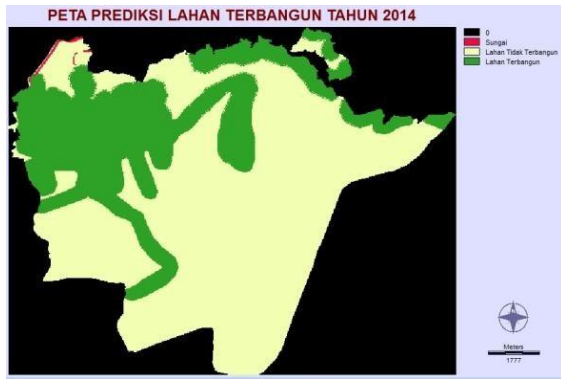 PETA PREDIKSI LAHAN TERBANGUN TAHUN 2014
0
Sungai
Lahan Tidak Terbangun
Lahan Terbangun
Meters
1777